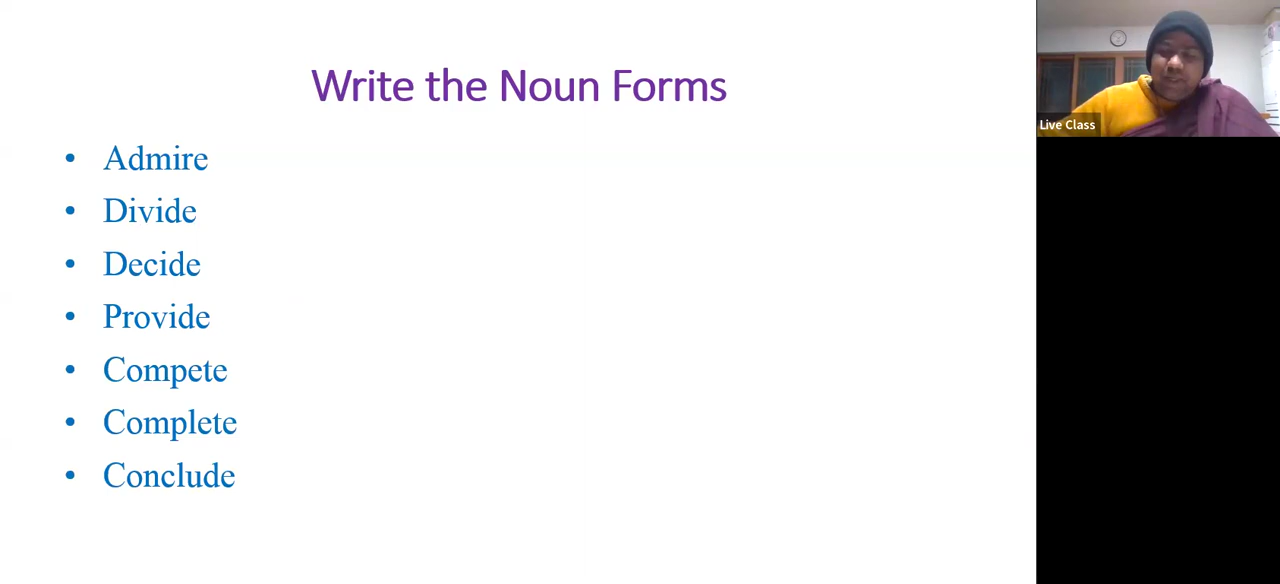 Write the Noun Forms
• Admire
• Divide
• Decide
• Provide
• Compete
• Complete
• Conclude
Live Class